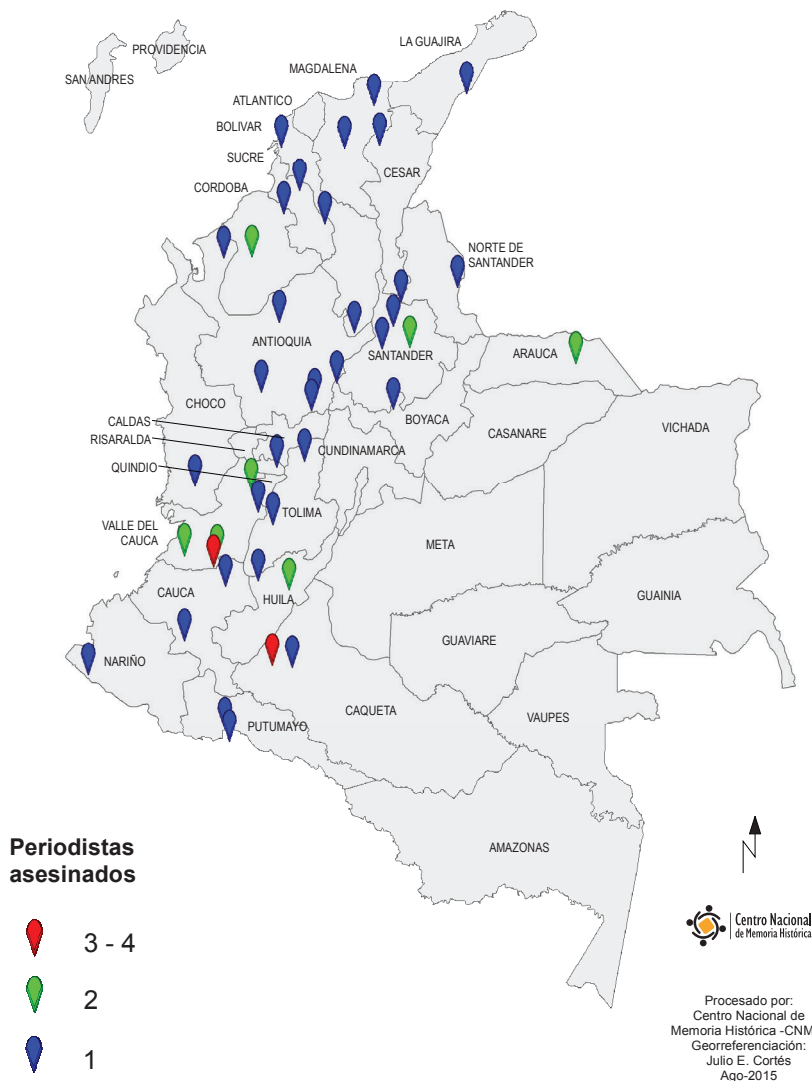 LA GUAJIRA
PROVIDENCIA
MAGDALENA
SAN ANDRES
ATLANTICO
BOLIVAR
SUCRE
CESAR
CORDOBA
NORTE DE
SANTANDER
ANTIOQUIA
SANTANDER
ARAUCA
CHOCO
BOYACA
CALDAS
CASANARE
VICHADA
RISARALDA
CUNDINAMARCA
QUINDIO
TOLIMA
VALLE DEL
CAUCA
META
CAUCA
HUILA
GUAINIA
GUAVIARE
NARIÑO
CAQUETA
VAUPES
PUTUMAYO
AMAZONAS
Periodistas
asesinados
3 - 4
2
1
N
Centro Nacional
de Memoria Histórica
Procesado por:
Centro Nacional de
Memoria Histórica -CNM
Georreferenciación:
Julio E. Cortés
Ago-2015